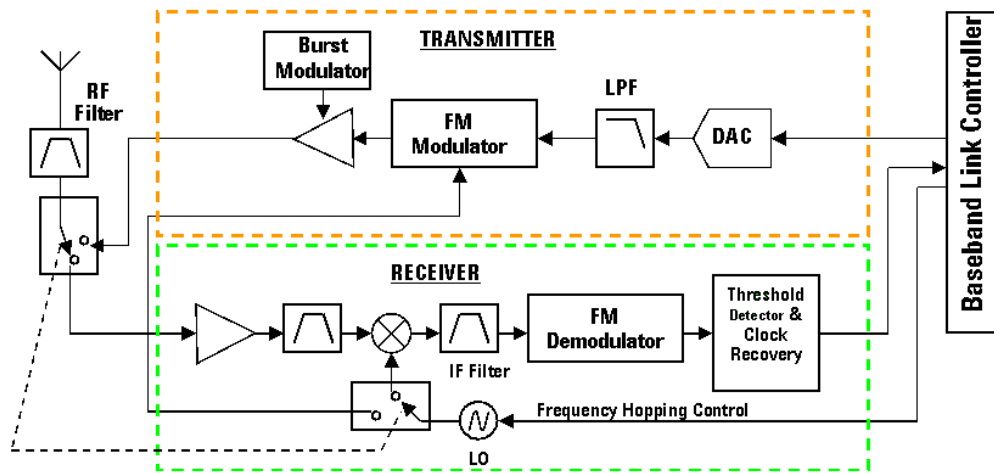 TRANSMITTER
Burst
Modulator
RF
Filter
FM
Modulator
LPF
DAC
Baseband Link Controller
RECEIVER
FM
Demodulator
Threshold
Detector &
Clock
Recovery
IF Filter
Frequency Hopping Control
LO